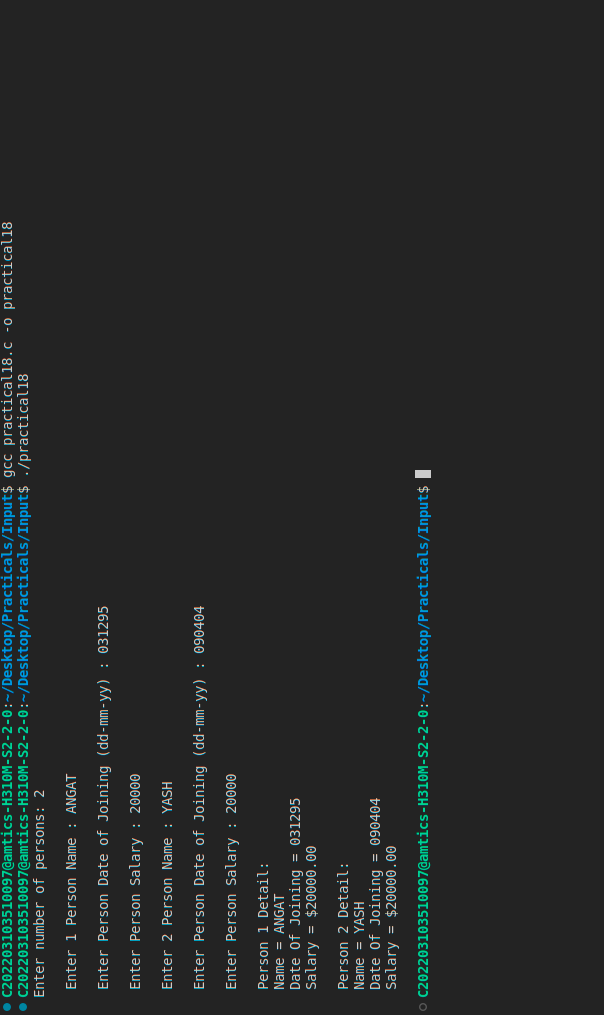 C202203103510097@amtics-H310M-S2-2-0:~/Desktop/Practicals/Input$ gcc practical18.c -o practical18
C202203103510097@amtics-H310M-S2-2-0:~/Desktop/Practicals/Input$ ./practical18
Enter number of persons: 2
Enter 1 Person Name : ANGAT
Enter Person Date of Joining (dd-mm-yy) : 031295
Enter Person Salary : 20000
Enter 2 Person Name : YASH
Enter Person Date of Joining (dd-mm-yy) : 090404
Enter Person Salary : 20000
Person 1 Detail:
Name = ANGAT
Date Of Joining = 031295
Salary = $20000.00
Person 2 Detail:
Name = YASH
Date Of Joining = 090404
Salary = $20000.00
C202203103510097@amtics-H310M-S2-2-0:~/Desktop/Practicals/Input$